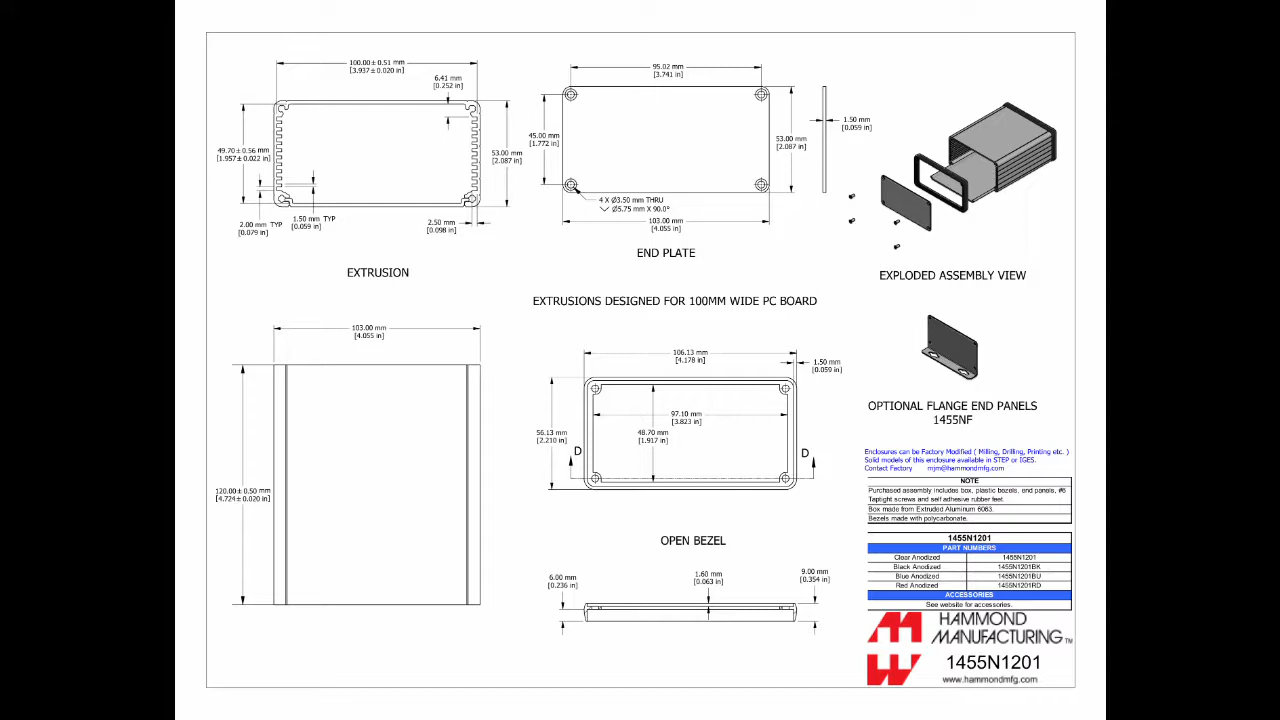 100.00±0.51 mm
[3.937±0.020 in]
6.41 mm
[0.252 in]
49.70±0.56 mm
[1.957±0.022 in]
53.00 mm
[2.087 in]
2.00 mm TYP
[0.079 in]
1.50 mm TYP
[0.059 in]
2.50 mm
[0.098 in]
EXTRUSION
95.02 mm
[3.741 in]
45.00 mm
[1.772 in]
53.00 mm
[2.087 in]
1.50 mm
[0.059 in]
4 X Ø3.50 mm THRU
⌵ Ø5.75 mm X 90.0°
103.00 mm
[4.055 in]
END PLATE
EXPLODED ASSEMBLY VIEW
EXTRUSIONS DESIGNED FOR 100MM WIDE PC BOARD
103.00 mm
[4.055 in]
120.00±0.50 mm
[4.724±0.020 in]
106.13 mm
[4.178 in]
1.50 mm
[0.059 in]
97.10 mm
[3.823 in]
48.70 mm
[1.917 in]
56.13 mm
[2.210 in]
D
D
OPEN BEZEL
6.00 mm
[0.236 in]
1.60 mm
[0.063 in]
9.00 mm
[0.354 in]
OPTIONAL FLANGE END PANELS
1455NF
Enclosures can be Factory Modified ( Milling, Drilling, Printing etc. )
Solid models of this enclosure available in STEP or IGES.
Contact Factory mjm@hammondmfg.com
NOTE
Purchased assembly includes box, plastic bezels, end panels, #6
Taptight screws and self adhesive rubber feet.
Box made from Extruded Aluminum 6063.
Bezels made with polycarbonate.
1455N1201
PART NUMBERS
Clear Anodized 1455N1201
Black Anodized 1455N1201BK
Blue Anodized 1455N1201BU
Red Anodized 1455N1201RD
ACCESSORIES
See website for accessories.
HAMMOND
MANUFACTURING™
1455N1201
www.hammondmfg.com